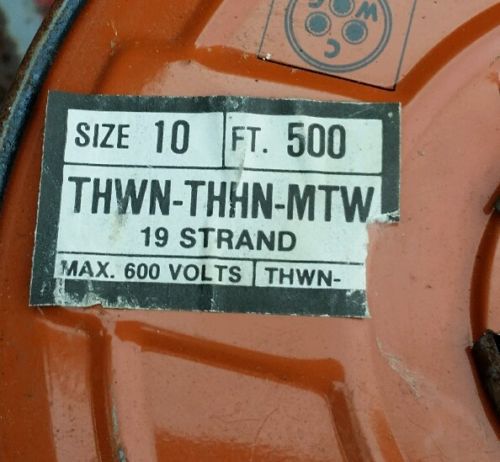 C W C
SIZE 10 FT. 500
THWN-THHN-MTW
19 STRAND
MAX. 600 VOLTS THWN-